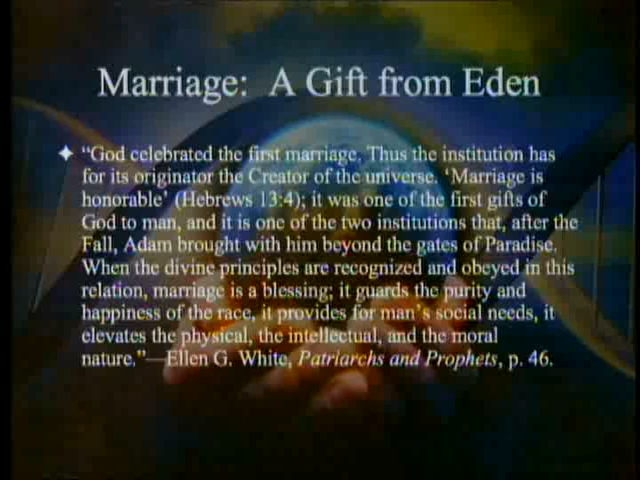 Marriage:  A Gift from Eden
“God celebrated the first marriage. Thus the institution has
for its originator the Creator of the universe. ‘Marriage is
honorable’ (Hebrews 13:4); it was one of the first gifts of
God to man, and it is one of the two institutions that, after the
Fall, Adam brought with him beyond the gates of Paradise.
When the divine principles are recognized and obeyed in this
relation, marriage is a blessing; it guards the purity and
happiness of the race, it provides for man’s social needs, it
elevates the physical, the intellectual, and the moral
nature.”—Ellen G. White, Patriarchs and Prophets, p. 46.